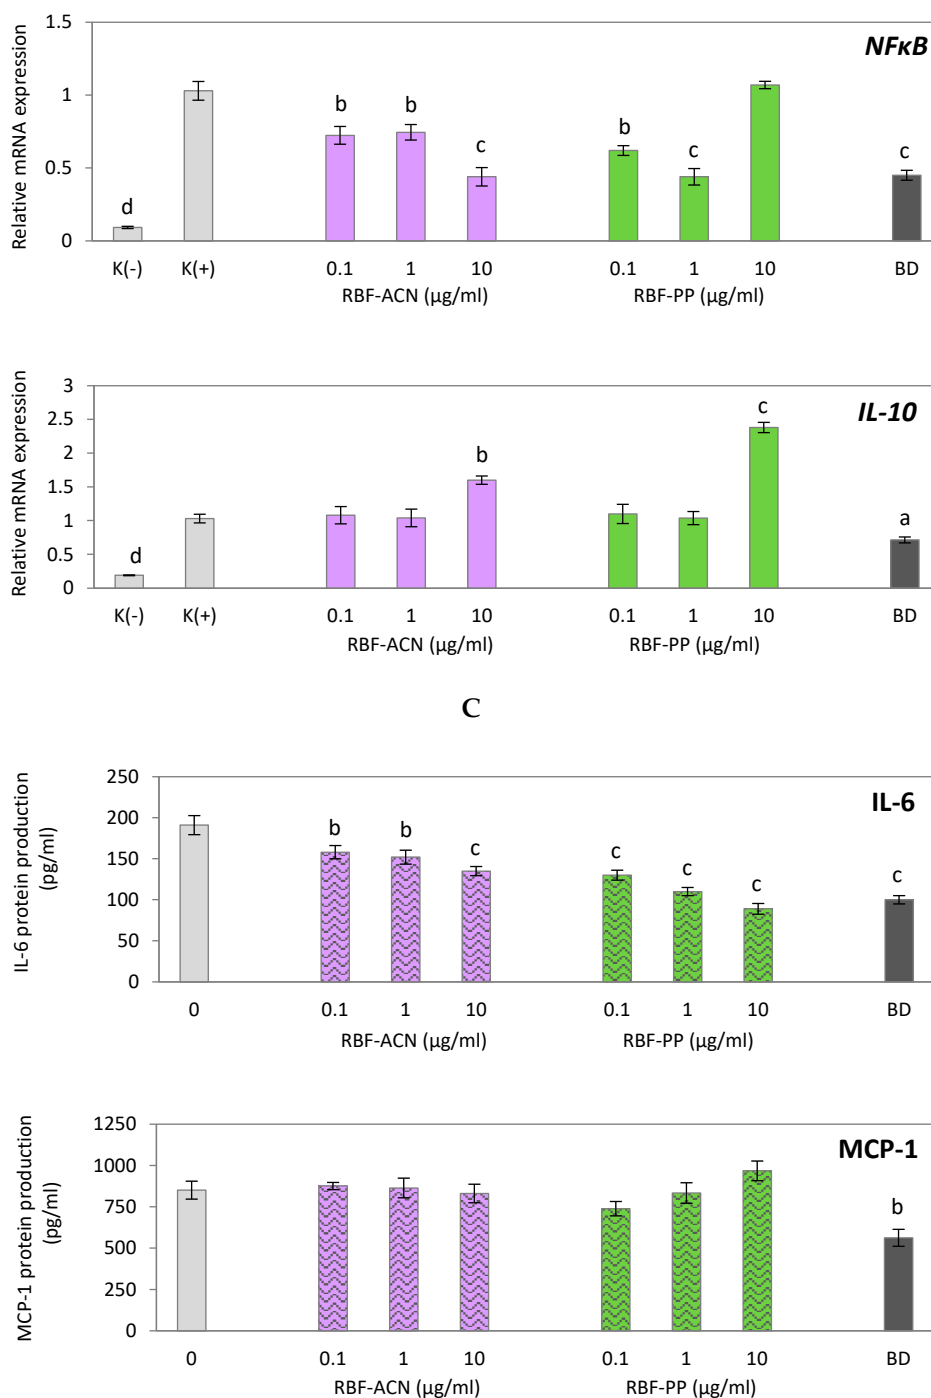 NFκB
Relative mRNA expression
1.5
1
0.5
0
b
b
c
b
c
c
d
K(-) K(+) 0.1 1 10 0.1 1 10 BD
RBF-ACN (µg/ml) RBF-PP (µg/ml)
IL-10
Relative mRNA expression
3
2.5
2
1.5
1
0.5
0
d
b
c
a
K(-) K(+) 0.1 1 10 0.1 1 10 BD
RBF-ACN (µg/ml) RBF-PP (µg/ml)
C
IL-6
IL-6 protein production
(pg/ml)
250
200
150
100
50
0
b
b
c
c
c
c
c
0 0.1 1 10 0.1 1 10 BD
RBF-ACN (µg/ml) RBF-PP (µg/ml)
MCP-1
MCP-1 protein production
(pg/ml)
1250
1000
750
500
250
0
b
0 0.1 1 10 0.1 1 10 BD
RBF-ACN (µg/ml) RBF-PP (µg/ml)